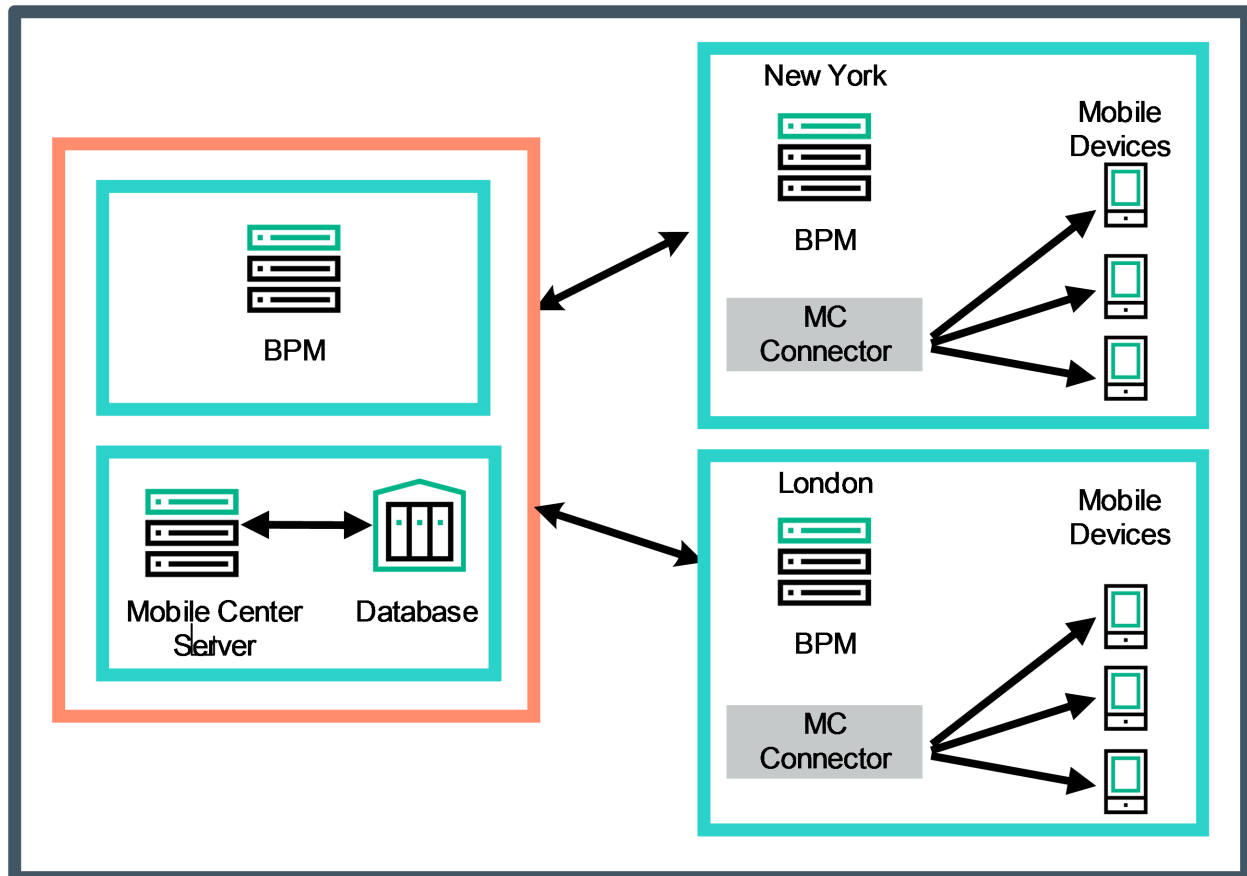 BPM
Mobile Center
Server
Database
New York
BPM
MC
Connector
Mobile
Devices
London
BPM
MC
Connector
Mobile
Devices